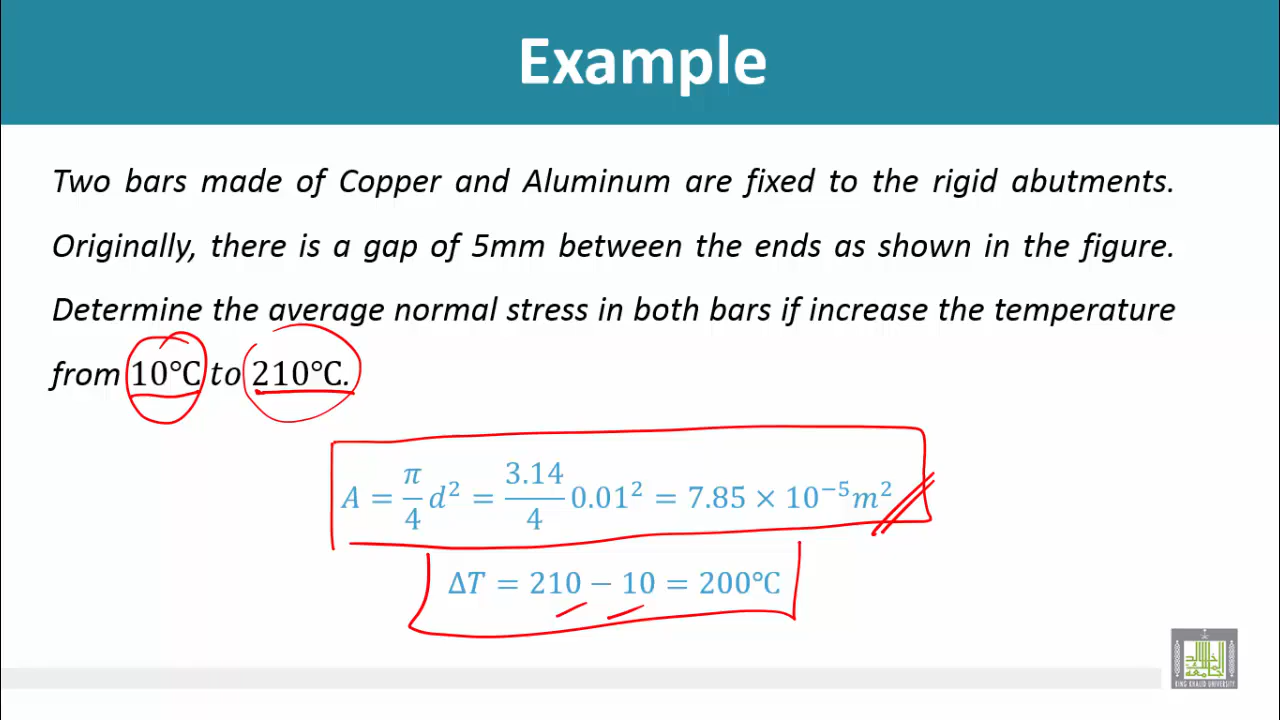 Example
Two bars made of Copper and Aluminum are fixed to the rigid abutments.
Originally, there is a gap of 5mm between the ends as shown in the figure.
Determine the average normal stress in both bars if increase the temperature
from 10℃ to 210℃.
A = π/4 d² = 3.14/4 0.01² = 7.85 × 10⁻⁵m²
ΔT = 210 − 10 = 200℃
KING KHALID UNIVERSITY